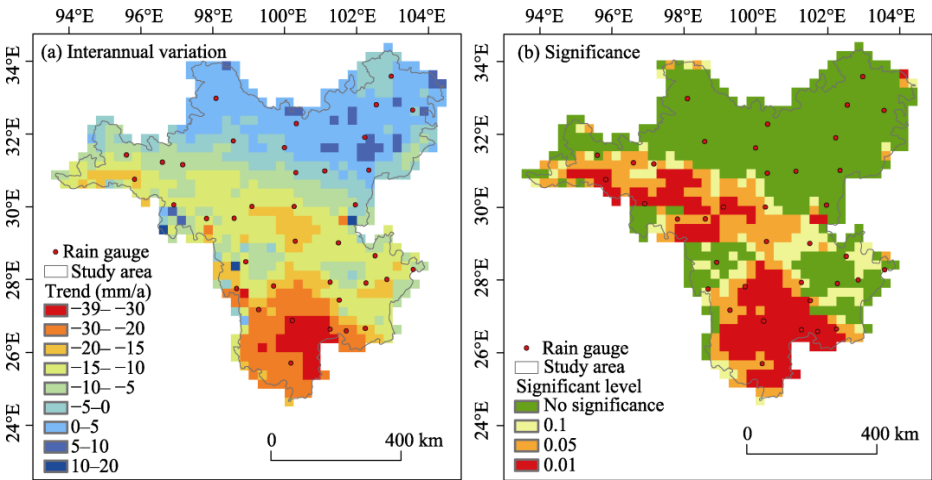 94°E 96°E 98°E 100°E 102°E 104°E
(a) Interannual variation
34°E
32°E
30°E
28°E
26°E
24°E
Rain gauge
Study area
Trend (mm/a)
−39– −30
−30– −20
−20– −15
−15– −10
−10– −5
−5–0
0–5
5–10
10–20
0 400 km
94°E 96°E 98°E 100°E 102°E 104°E
(b) Significance
34°E
32°E
30°E
28°E
26°E
24°E
Rain gauge
Study area
Significant level
No significance
0.1
0.05
0.01
0 400 km